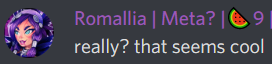 Romallia | Meta? |🍉9
really? that seems cool